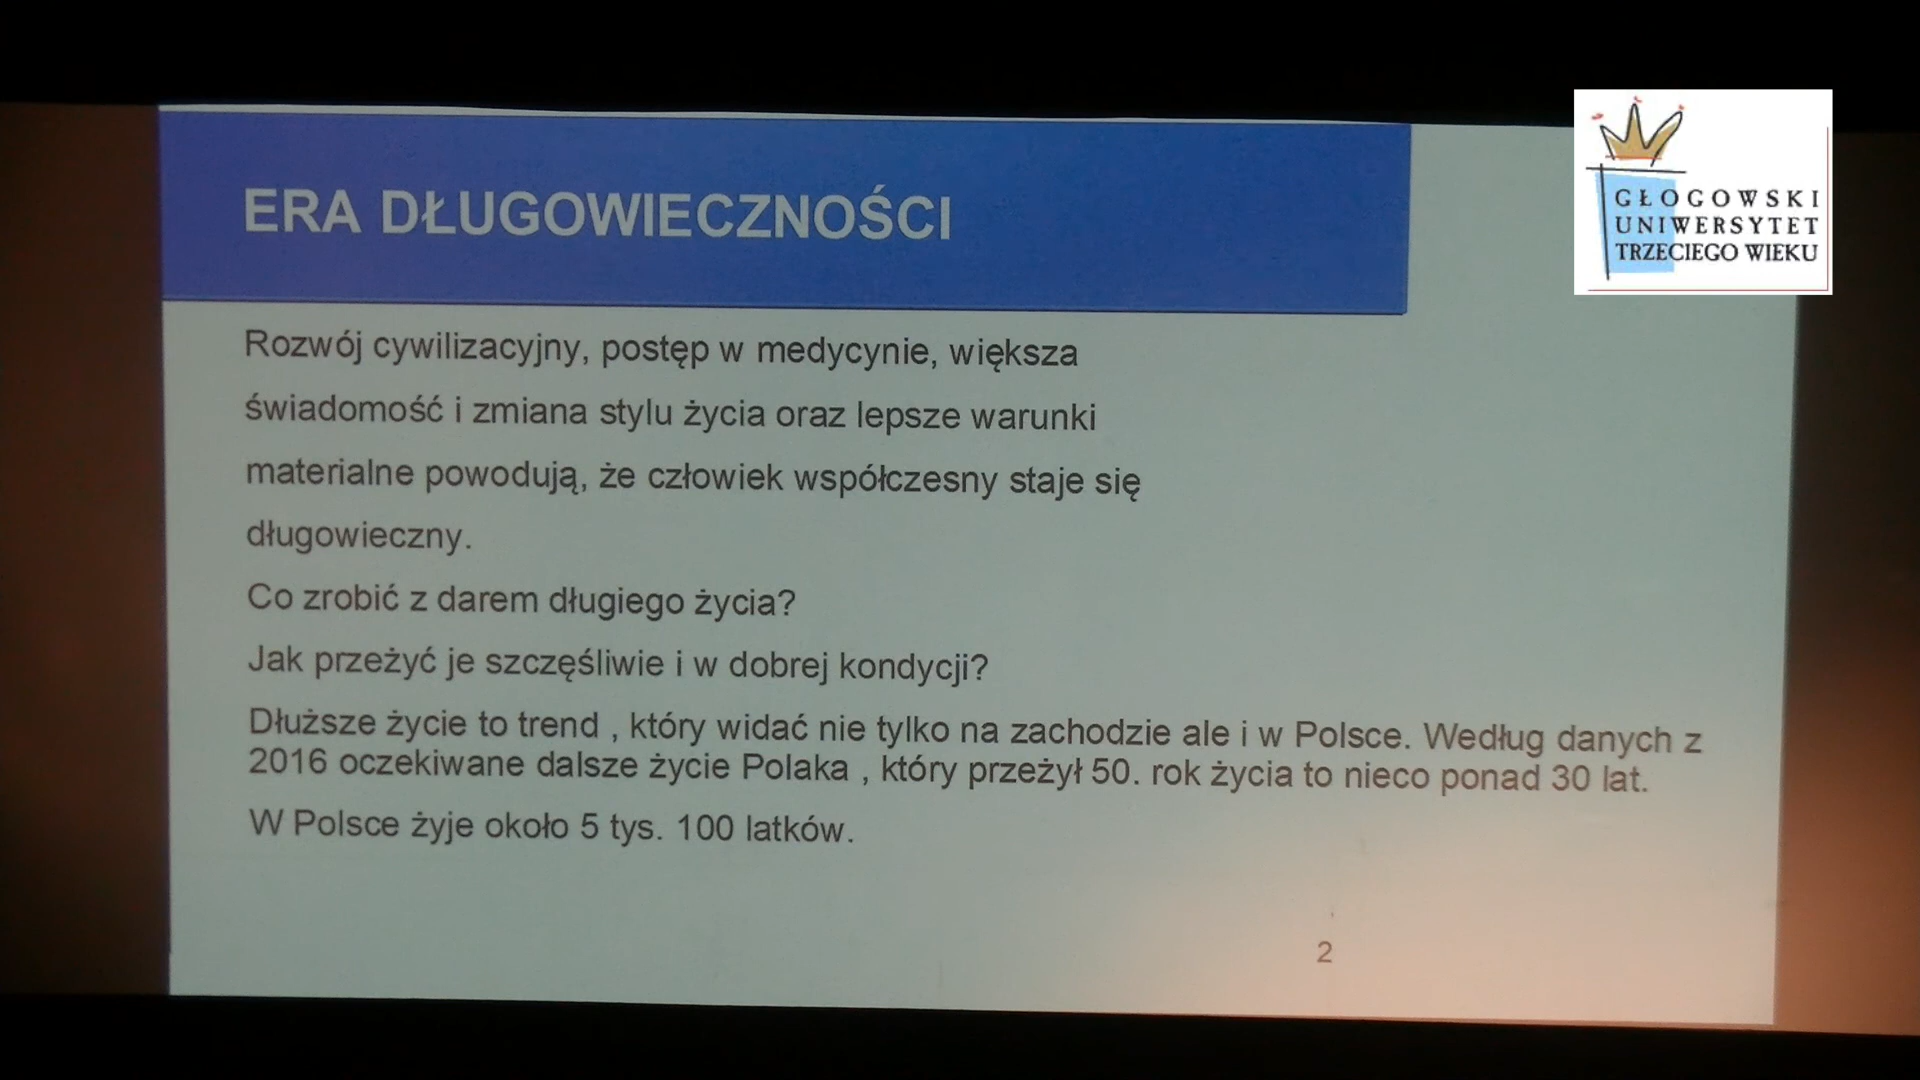 ERA DŁUGOWIECZNOŚCI
GŁOGOWSKI
UNIWERSYTET
TRZECIEGO WIEKU
Rozwój cywilizacyjny, postęp w medycynie, większa
świadomość i zmiana stylu życia oraz lepsze warunki
materialne powodują, że człowiek współczesny staje się
długowieczny.
Co zrobić z darem długiego życia?
Jak przeżyć je szczęśliwie i w dobrej kondycji?
Dłuższe życie to trend , który widać nie tylko na zachodzie ale i w Polsce. Według danych z
2016 oczekiwane dalsze życie Polaka , który przeżył 50. rok życia to nieco ponad 30 lat.
W Polsce żyje około 5 tys. 100 latków.
2